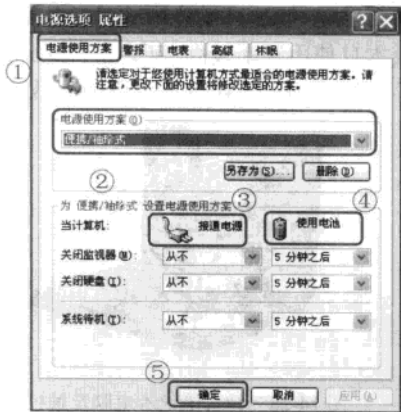 电源选项 属性
电源使用方案 警报 电表 高级 休眠
①
请选定对于您使用计算机方式最适合的电源使用方案。请
注意，更改下面的设置将修改选定的方案。
电源使用方案(O)
便携/袖珍式
另存为(S)... 删除(D)
②
为 便携/袖珍式 设置电源使用方案
③ ④
当计算机: 接通电源 使用电池
关闭监视器(M): 从不 5 分钟之后
关闭硬盘(I): 从不 5 分钟之后
系统待机(T): 从不 5 分钟之后
⑤
确定 取消 应用(A)